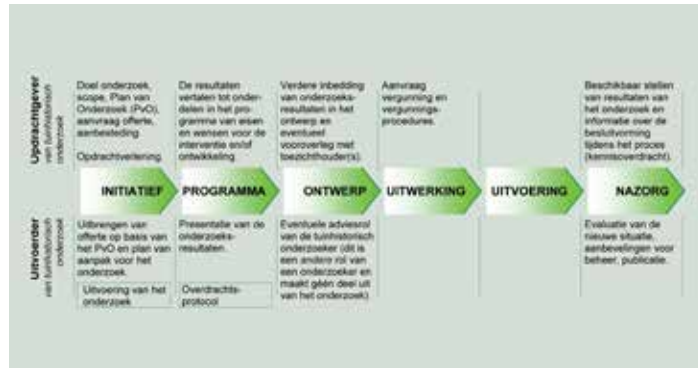 Opdrachtgever
van tuinhistorisch
onderzoek
Doel onderzoek,
scope, Plan van
Onderzoek (PvO),
aanvraag offerte,
aanbesteding.
Opdrachtverlening.
De resultaten
vertalen tot onder-
delen in het pro-
gramma van eisen
en wensen voor de
interventie en/of
ontwikkeling.
Verdere inbedding
van onderzoeks-
resultaten in het
ontwerp en
eventueel
vooroverleg met
toezichthouder(s).
Aanvraag
vergunning en
vergunnings-
procedures.
Beschikbaar stellen
van resultaten van
het onderzoek en
informatie over de
besluitvorming
tijdens het proces
(kennisoverdracht).
INITIATIEF
PROGRAMMA
ONTWERP
UITWERKING
UITVOERING
NAZORG
Uitvoerder
van tuinhistorisch
onderzoek
Uitbrengen van
offerte op basis van
het PvO en plan van
aanpak voor het
onderzoek.
Uitvoering van het
onderzoek
Presentatie van de
onderzoeks-
resultaten.
Overdrachts-
protocol
Eventuele adviesrol
van de tuinhistorisch
onderzoeker (dit is
een andere rol van
een onderzoeker en
maakt géén deel uit
van het onderzoek).
Evaluatie van de
nieuwe situatie,
aanbevelingen voor
beheer, publicatie.